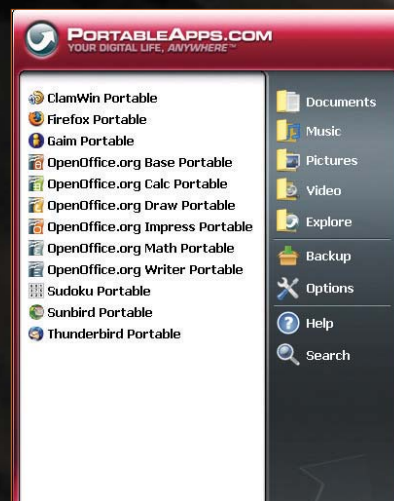 PORTABLEAPPS.COM
YOUR DIGITAL LIFE, ANYWHERE™
ClamWin Portable
Firefox Portable
Gaim Portable
OpenOffice.org Base Portable
OpenOffice.org Calc Portable
OpenOffice.org Draw Portable
OpenOffice.org Impress Portable
OpenOffice.org Math Portable
OpenOffice.org Writer Portable
Sudoku Portable
Sunbird Portable
Thunderbird Portable
Documents
Music
Pictures
Video
Explore
Backup
Options
Help
Search